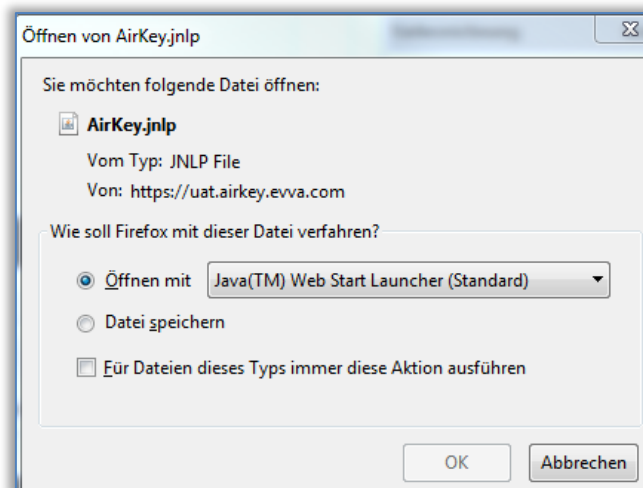 Öffnen von AirKey.jnlp
Sie möchten folgende Datei öffnen:
AirKey.jnlp
Vom Typ: JNLP File
Von: https://uat.airkey.evva.com
Wie soll Firefox mit dieser Datei verfahren?
Öffnen mit Java(TM) Web Start Launcher (Standard)
Datei speichern
Für Dateien dieses Typs immer diese Aktion ausführen
OK Abbrechen